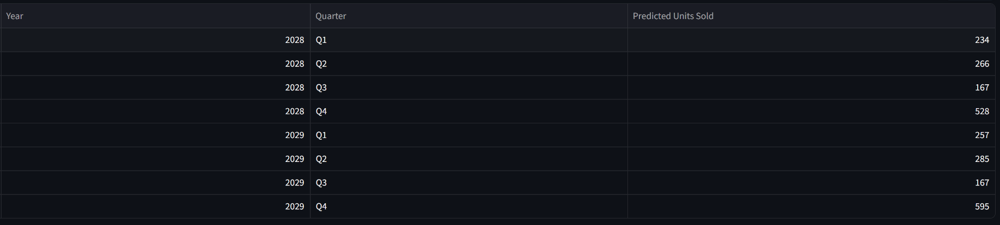 Year Quarter Predicted Units Sold
2028 Q1 234
2028 Q2 266
2028 Q3 167
2028 Q4 528
2029 Q1 257
2029 Q2 285
2029 Q3 167
2029 Q4 595